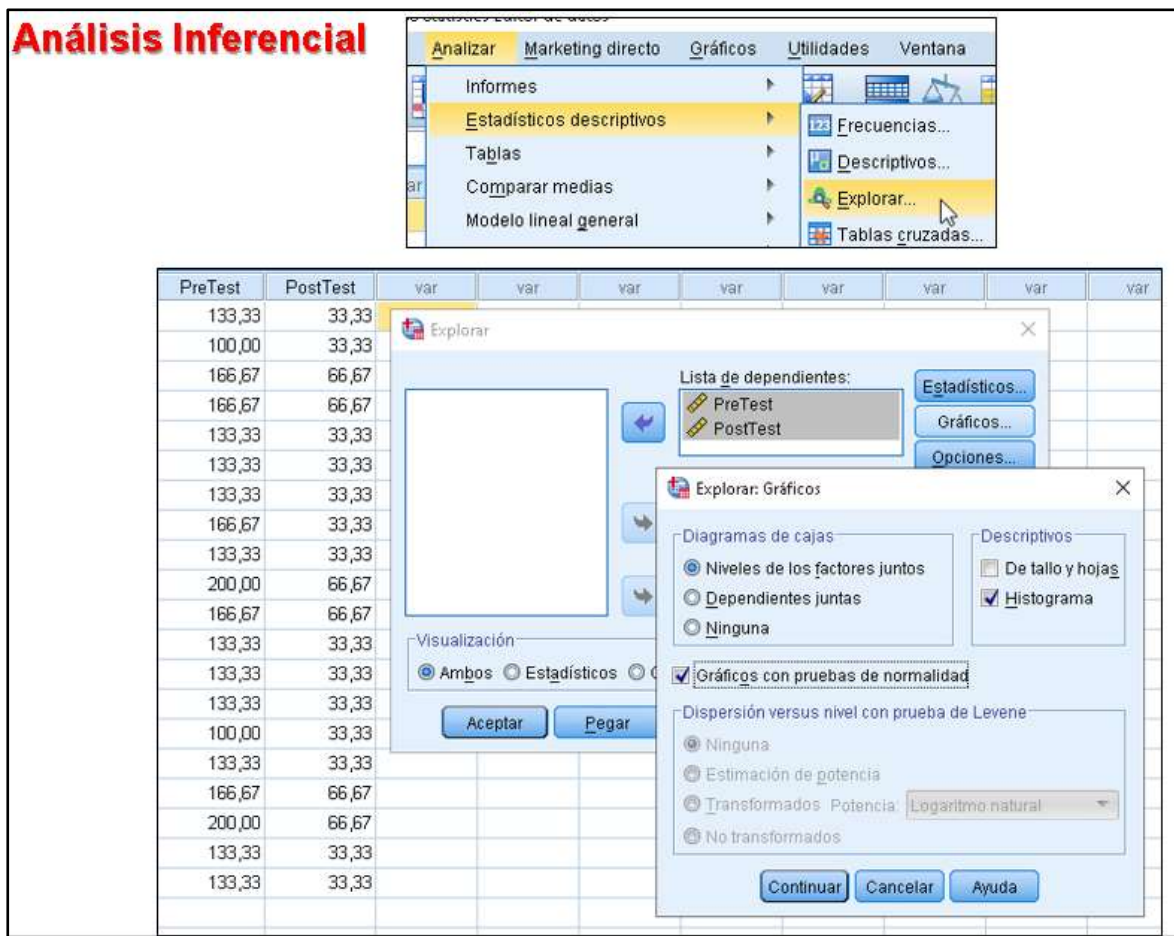 Análisis Inferencial
Analizar Marketing directo Gráficos Utilidades Ventana
Informes
Estadísticos descriptivos
Tablas
Comparar medias
Modelo lineal general
123 Frecuencias...
Descriptivos...
Explorar...
Tablas cruzadas...
PreTest PostTest var var var var var var var var
133,33 33,33
100,00 33,33
166,67 66,67
166,67 66,67
133,33 33,33
133,33 33,33
133,33 33,33
166,67 33,33
133,33 33,33
200,00 66,67
166,67 66,67
133,33 33,33
133,33 33,33
133,33 33,33
100,00 33,33
133,33 33,33
166,67 66,67
200,00 66,67
133,33 33,33
133,33 33,33
Explorar
Lista de dependientes:
PreTest
PostTest
Estadísticos...
Gráficos...
Opciones...
Visualización
Ambos Estadísticos
Aceptar Pegar
Explorar: Gráficos
Diagramas de cajas
Niveles de los factores juntos
Dependientes juntas
Ninguna
Descriptivos
De tallo y hojas
Histograma
Gráficos con pruebas de normalidad
Dispersión versus nivel con prueba de Levene
Ninguna
Estimación de potencia
Transformados Potencia: Logaritmo natural
No transformados
Continuar Cancelar Ayuda